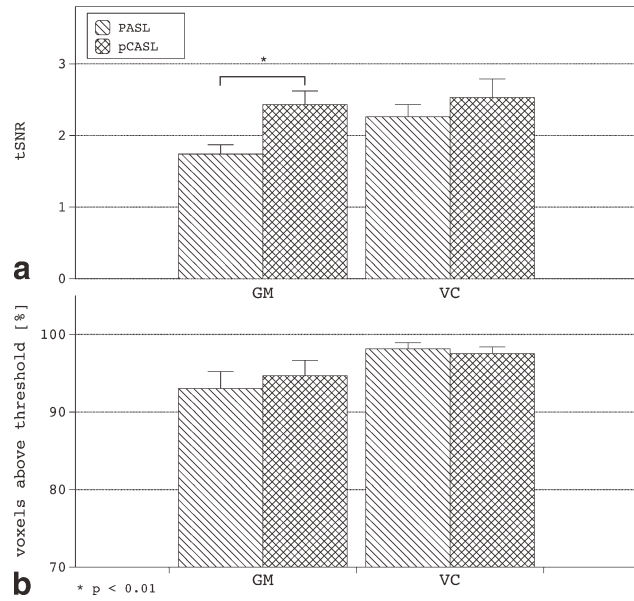 PASL
pCASL
*
3
2
1
0
tSNR
a
GM VC
100
90
80
70
voxels above threshold [%]
b
GM VC
* p < 0.01